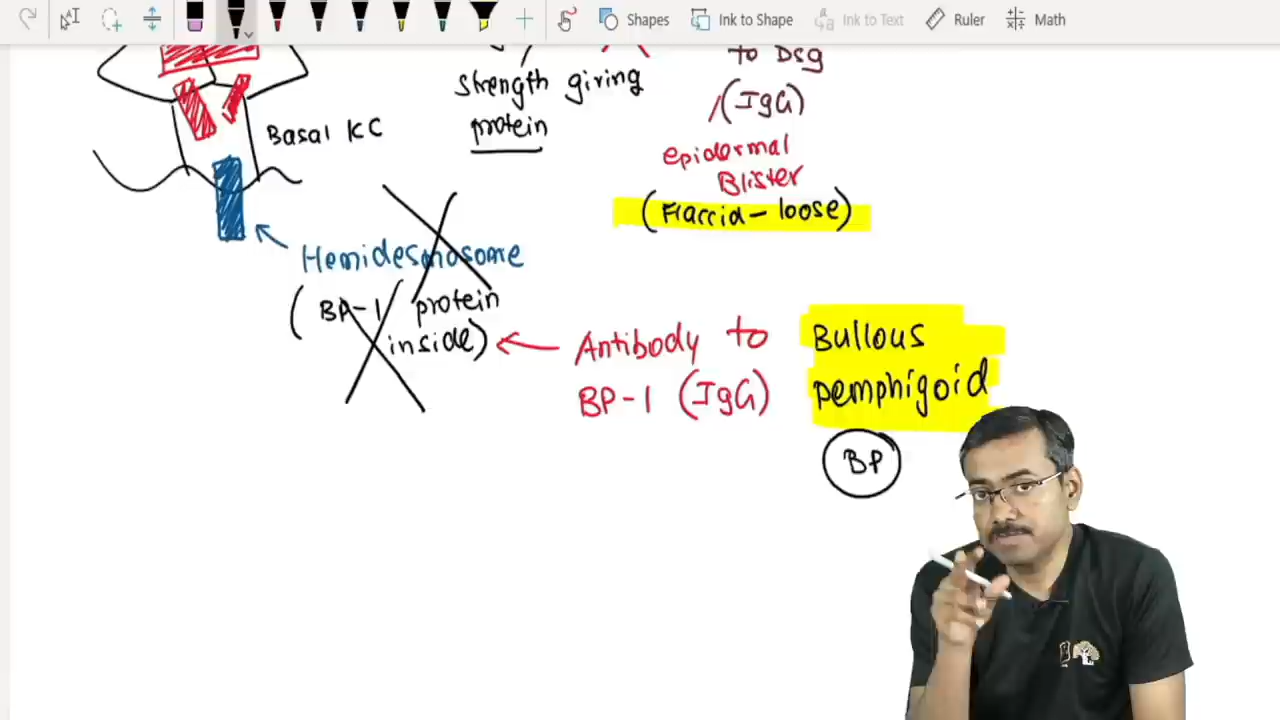 Shapes
Ink to Shape
Ink to Text
Ruler
Math
to Dsg
(IgG)
strength giving
protein
Basal KC
epidermal
Blister
(Flaccid - loose)
Hemidesmosome
(BP-1 protein
inside)
Antibody to
BP-1 (IgG)
Bullous
pemphigoid
BP